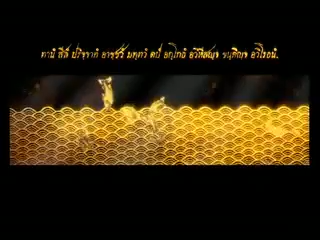 ทานํ สีลํ ปริจฺจาคํ อาชฺชวํ มทฺทวํ ตปํ อกฺโกธํ อวิหึสญฺจ ขนฺติญฺจ อวิโรธนํ.